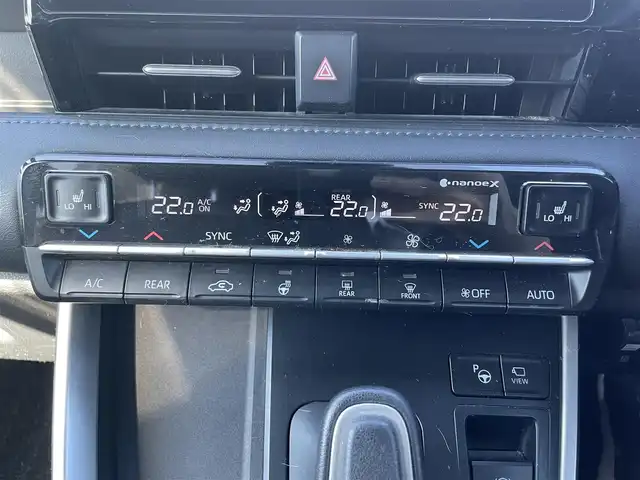 nanoeX
LO HI
22.0 A/C ON
REAR 22.0
SYNC 22.0
LO HI
SYNC
A/C REAR REAR FRONT OFF AUTO
P VIEW